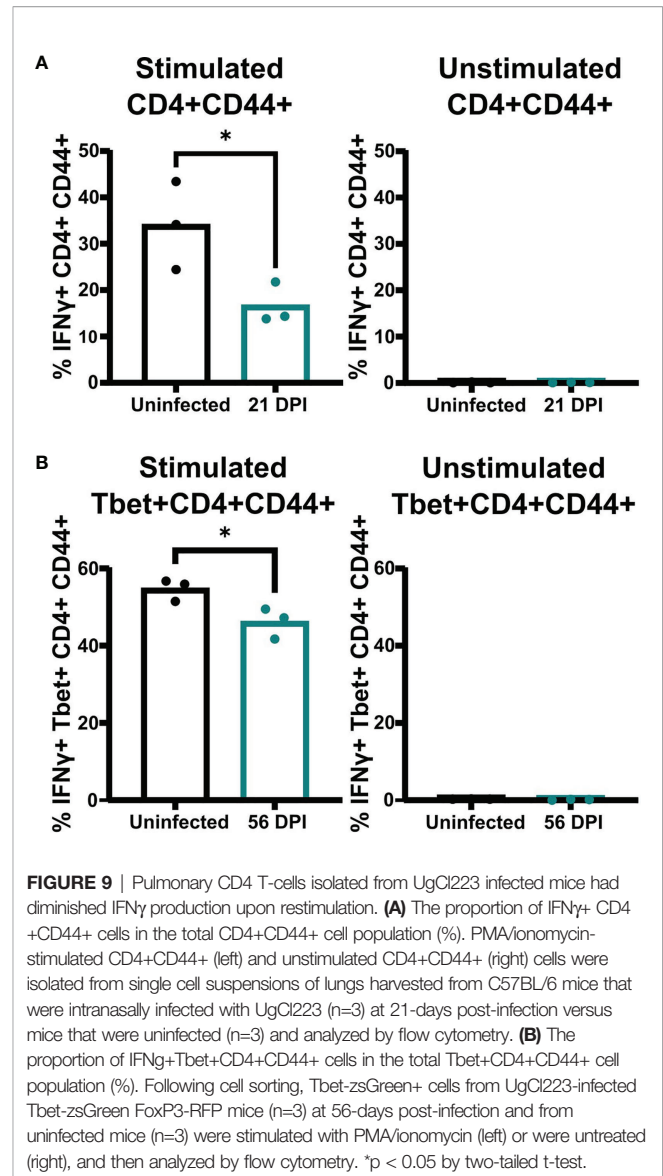 A
Stimulated
CD4+CD44+
Unstimulated
CD4+CD44+
% IFNγ+ CD4+ CD44+
50
40
30
20
10
0
*
Uninfected 21 DPI
% IFNγ+ CD4+ CD44+
50
40
30
20
10
0
Uninfected 21 DPI
B
Stimulated
Tbet+CD4+CD44+
Unstimulated
Tbet+CD4+CD44+
% IFNγ+ Tbet+ CD4+ CD44+
60
40
20
0
*
Uninfected 56 DPI
% IFNγ+ Tbet+ CD4+ CD44+
60
40
20
0
Uninfected 56 DPI
FIGURE 9 | Pulmonary CD4 T-cells isolated from UgCl223 infected mice had
diminished IFNγ production upon restimulation. (A) The proportion of IFNγ+ CD4
+CD44+ cells in the total CD4+CD44+ cell population (%). PMA/ionomycin-
stimulated CD4+CD44+ (left) and unstimulated CD4+CD44+ (right) cells were
isolated from single cell suspensions of lungs harvested from C57BL/6 mice that
were intranasally infected with UgCl223 (n=3) at 21-days post-infection versus
mice that were uninfected (n=3) and analyzed by flow cytometry. (B) The
proportion of IFNg+Tbet+CD4+CD44+ cells in the total Tbet+CD4+CD44+ cell
population (%). Following cell sorting, Tbet-zsGreen+ cells from UgCl223-infected
Tbet-zsGreen FoxP3-RFP mice (n=3) at 56-days post-infection and from
uninfected mice (n=3) were stimulated with PMA/ionomycin (left) or were untreated
(right), and then analyzed by flow cytometry. *p < 0.05 by two-tailed t-test.